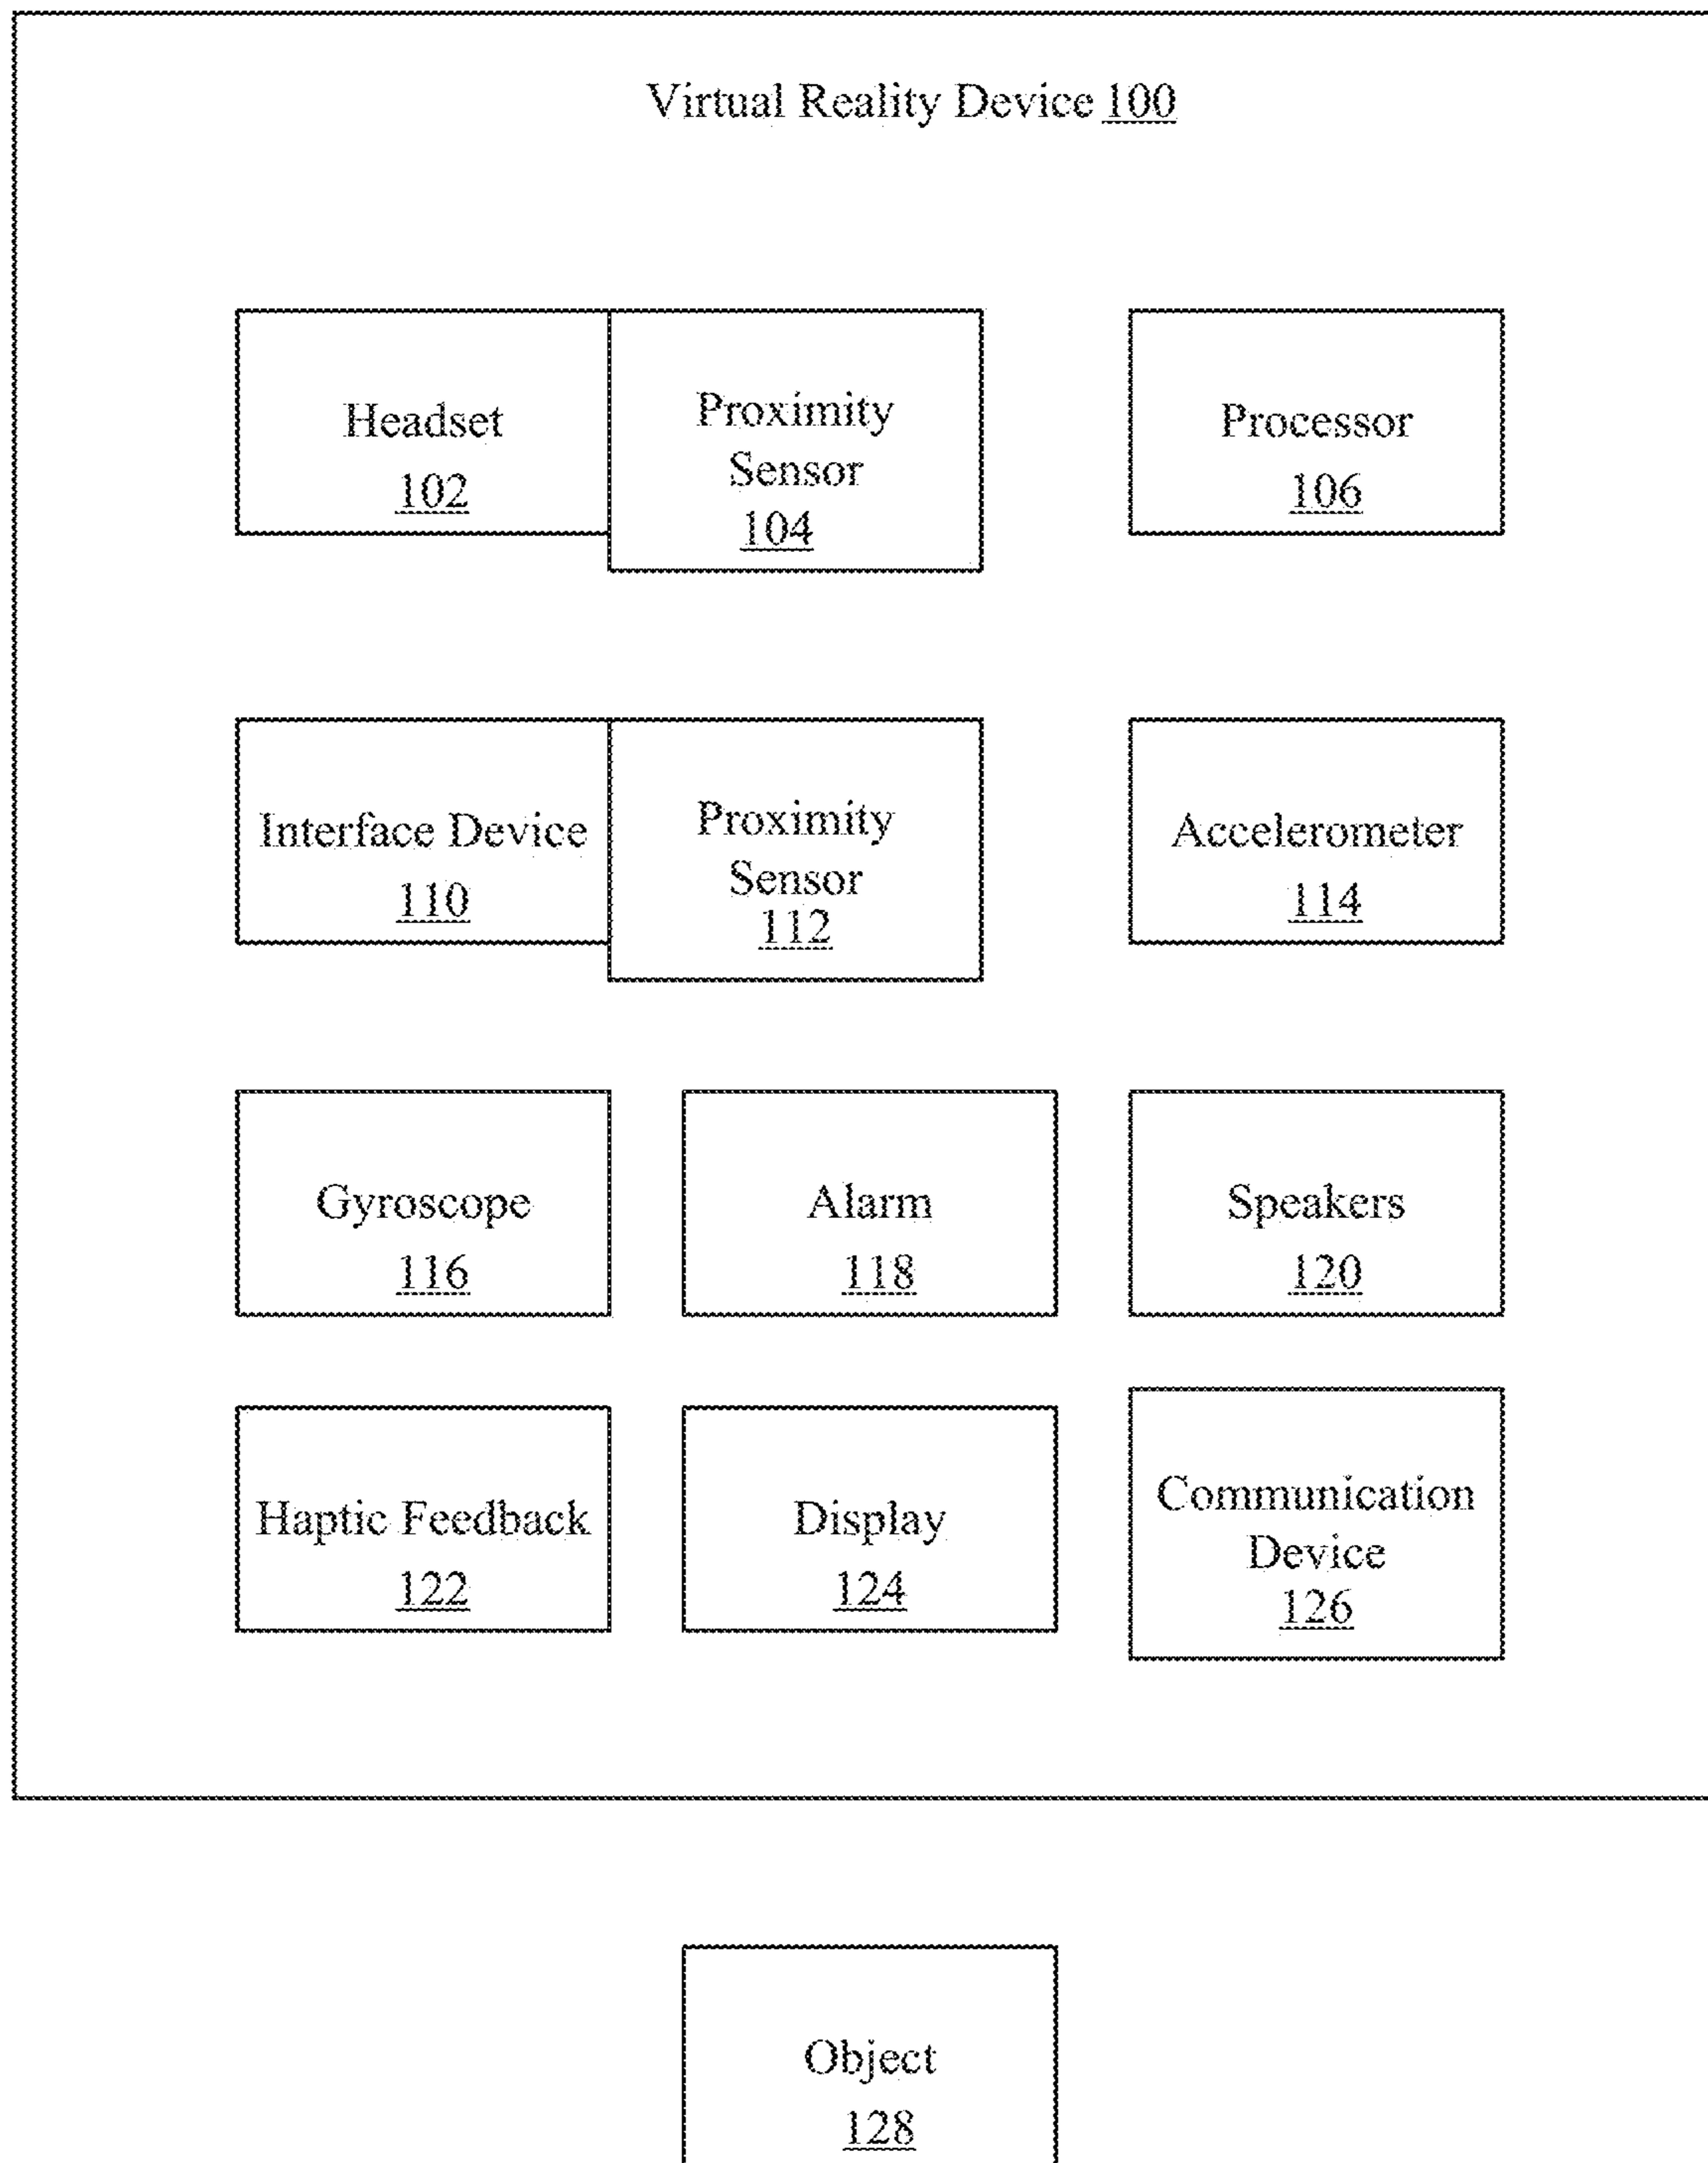 Virtual Reality Device 100
Headset
102
Proximity
Sensor
104
Processor
106
Interface Device
110
Proximity
Sensor
112
Accelerometer
114
Gyroscope
116
Alarm
118
Speakers
120
Haptic Feedback
122
Display
124
Communication
Device
126
Object
128